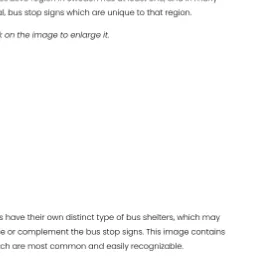 al, bus stop signs which are unique to that region.
on the image to enlarge it.
s have their own distinct type of bus shelters, which may
e or complement the bus stop signs. This image contains
ch are most common and easily recognizable.